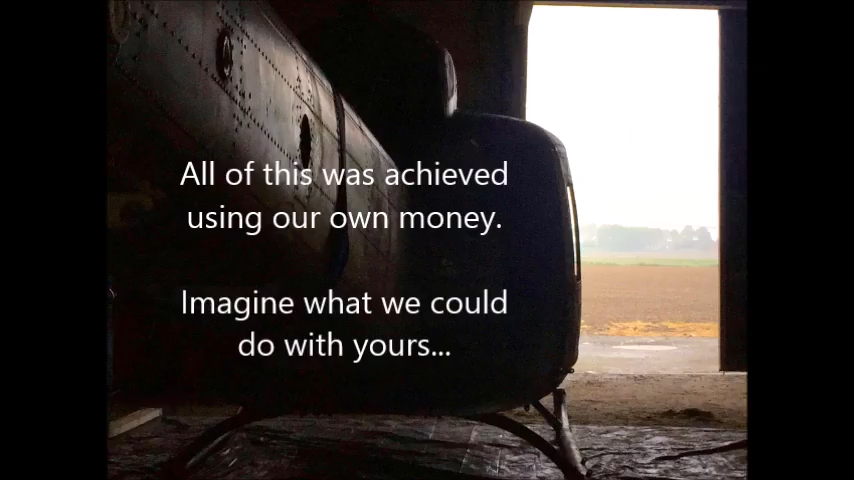 All of this was achieved
using our own money.
Imagine what we could
do with yours...